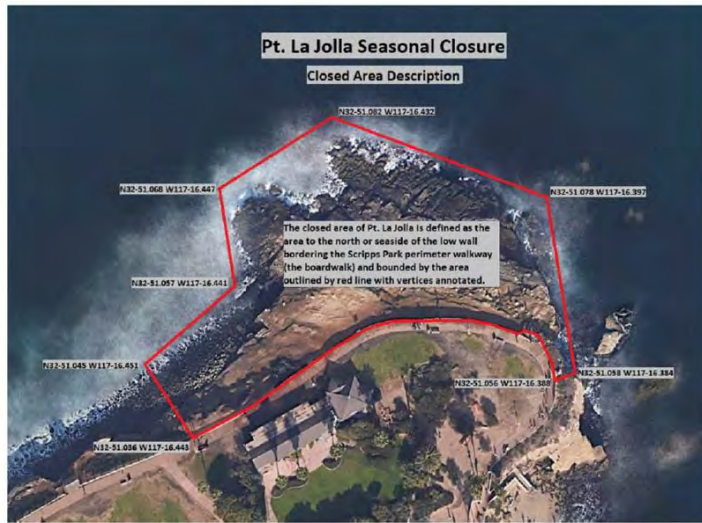 Pt. La Jolla Seasonal Closure
Closed Area Description
N32-51.082 W117-16.432
N32-51.068 W117-16.447
N32-51.078 W117-16.397
The closed area of Pt. La Jolla is defined as the
area to the north or seaside of the low wall
bordering the Scripps Park perimeter walkway
(the boardwalk) and bounded by the area
outlined by red line with vertices annotated.
N32-51.057 W117-16.441
N32-51.045 W117-16.451
N32-51.058 W117-16.384
N32-51.056 W117-16.388
N32-51.036 W117-16.443